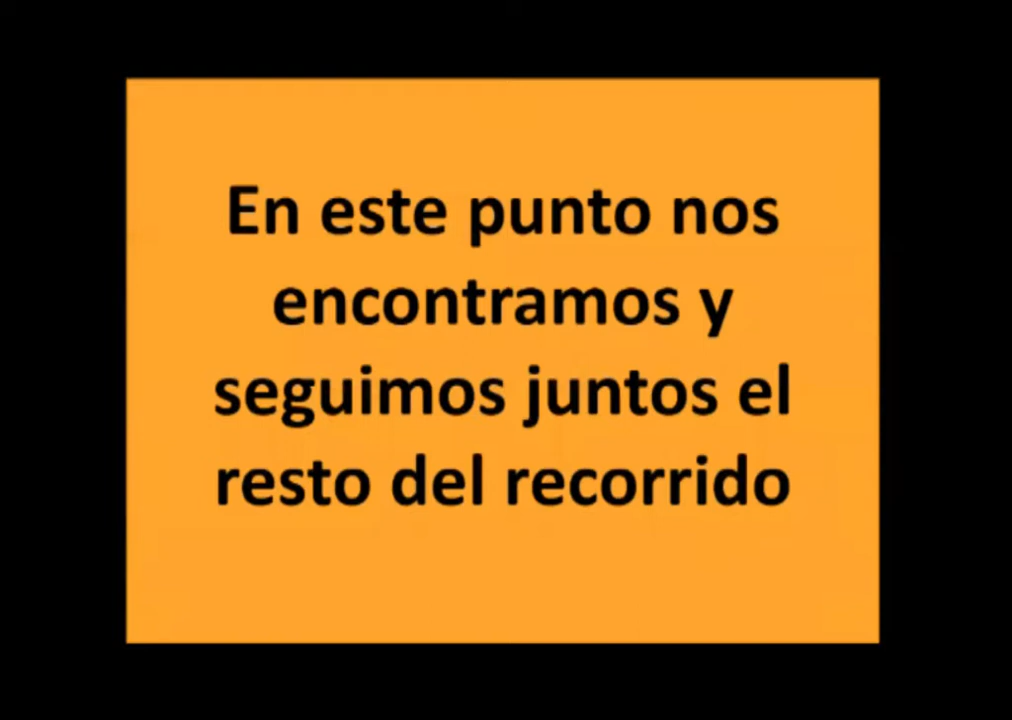 En este punto nos
encontramos y
seguimos juntos el
resto del recorrido